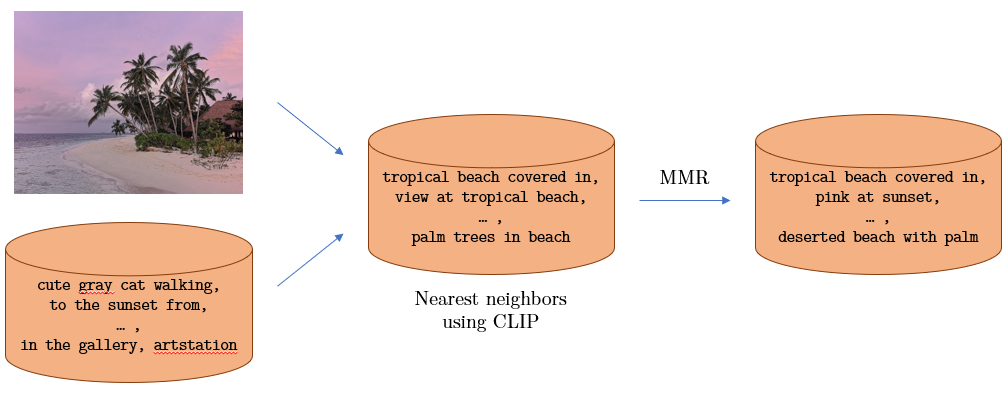 cute gray cat walking,
to the sunset from,
… ,
in the gallery, artstation
tropical beach covered in,
view at tropical beach,
… ,
palm trees in beach
Nearest neighbors
using CLIP
MMR
tropical beach covered in,
pink at sunset,
… ,
deserted beach with palm